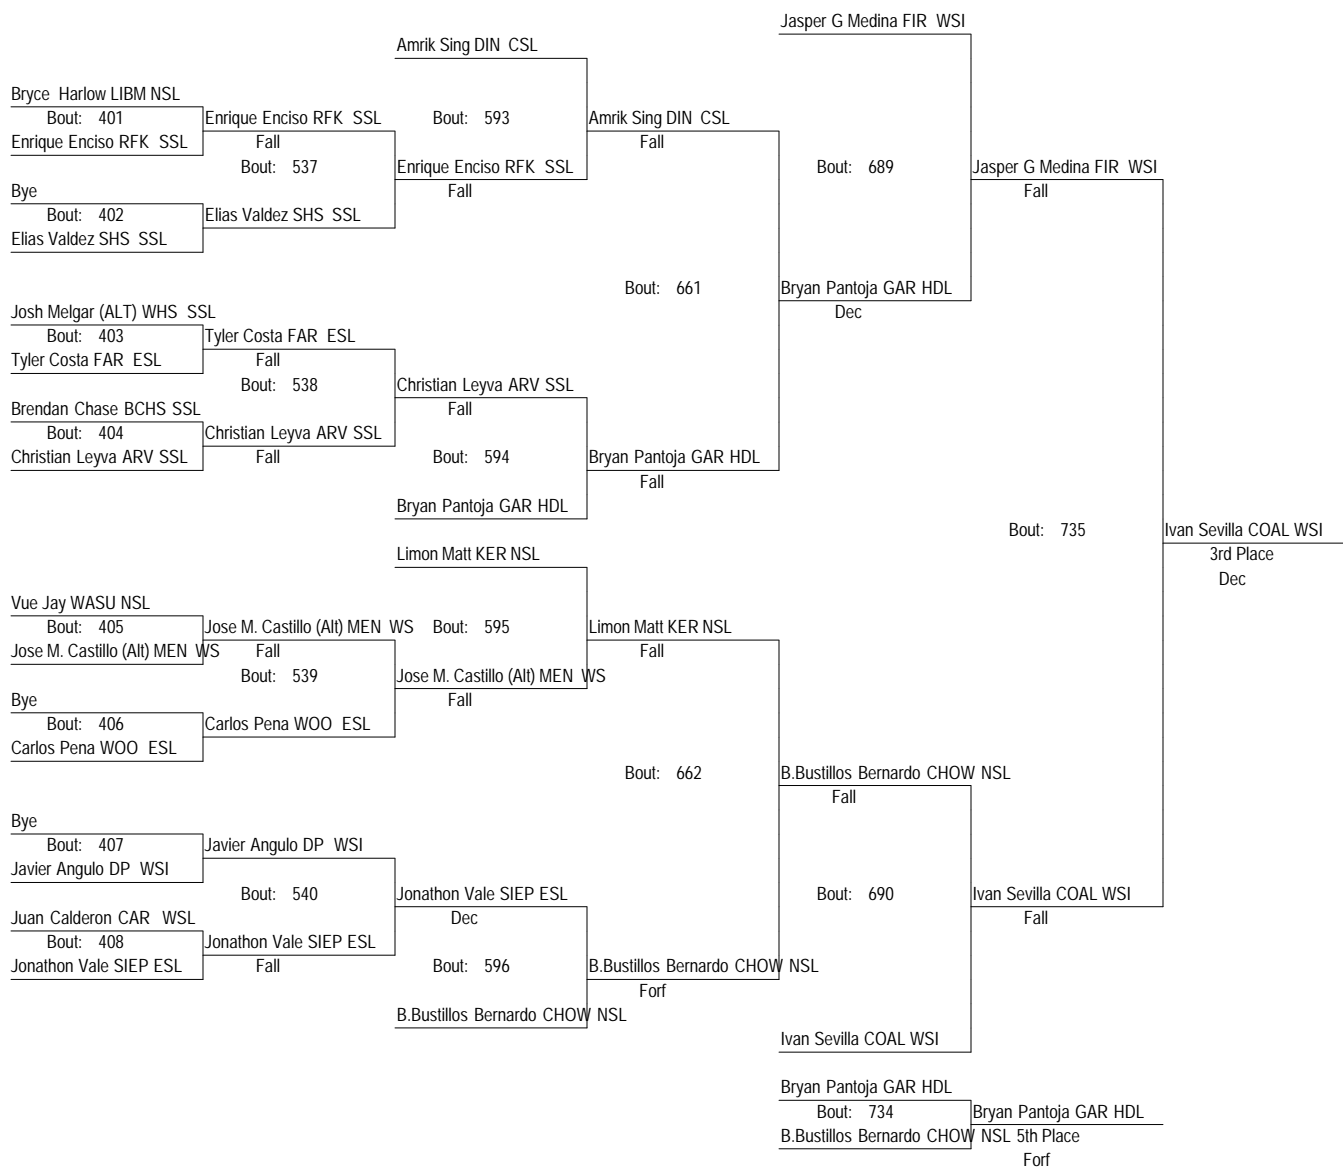 Jasper G Medina FIR  WSI
Amrik Sing DIN  CSL
Bryce  Harlow LIBM NSL
Bout:   401
Enrique Enciso RFK  SSL
Enrique Enciso RFK  SSL
Fall
Bout:   593
Amrik Sing DIN  CSL
Fall
Bout:   537
Enrique Enciso RFK  SSL
Fall
Bout:   689
Jasper G Medina FIR  WSI
Fall
Bye
Bout:   402
Elias Valdez SHS  SSL
Elias Valdez SHS  SSL
Bout:   661
Bryan Pantoja GAR HDL
Dec
Josh Melgar (ALT) WHS  SSL
Bout:   403
Tyler Costa FAR  ESL
Tyler Costa FAR  ESL
Fall
Bout:   538
Christian Leyva ARV SSL
Fall
Brendan Chase BCHS SSL
Bout:   404
Christian Leyva ARV SSL
Christian Leyva ARV SSL
Fall
Bout:   594
Bryan Pantoja GAR HDL
Fall
Bryan Pantoja GAR HDL
Bout:   735
Ivan Sevilla COAL WSI
3rd Place
Dec
Limon Matt KER NSL
Vue Jay WASU NSL
Bout:   405
Jose M. Castillo (Alt) MEN  WS
Jose M. Castillo (Alt) MEN  WS
Fall
Bout:   595
Limon Matt KER NSL
Fall
Bout:   539
Jose M. Castillo (Alt) MEN  WS
Fall
Bye
Bout:   406
Carlos Pena WOO  ESL
Carlos Pena WOO  ESL
Bout:   662
B.Bustillos Bernardo CHOW NSL
Fall
Bye
Bout:   407
Javier Angulo DP  WSI
Javier Angulo DP  WSI
Bout:   540
Jonathon Vale SIEP ESL
Dec
Bout:   690
Ivan Sevilla COAL WSI
Fall
Juan Calderon CAR  WSL
Bout:   408
Jonathon Vale SIEP ESL
Jonathon Vale SIEP ESL
Fall
Bout:   596
B.Bustillos Bernardo CHOW NSL
Forf
B.Bustillos Bernardo CHOW NSL
Ivan Sevilla COAL WSI
Bryan Pantoja GAR HDL
Bout:   734
Bryan Pantoja GAR HDL
B.Bustillos Bernardo CHOW NSL
5th Place
Forf